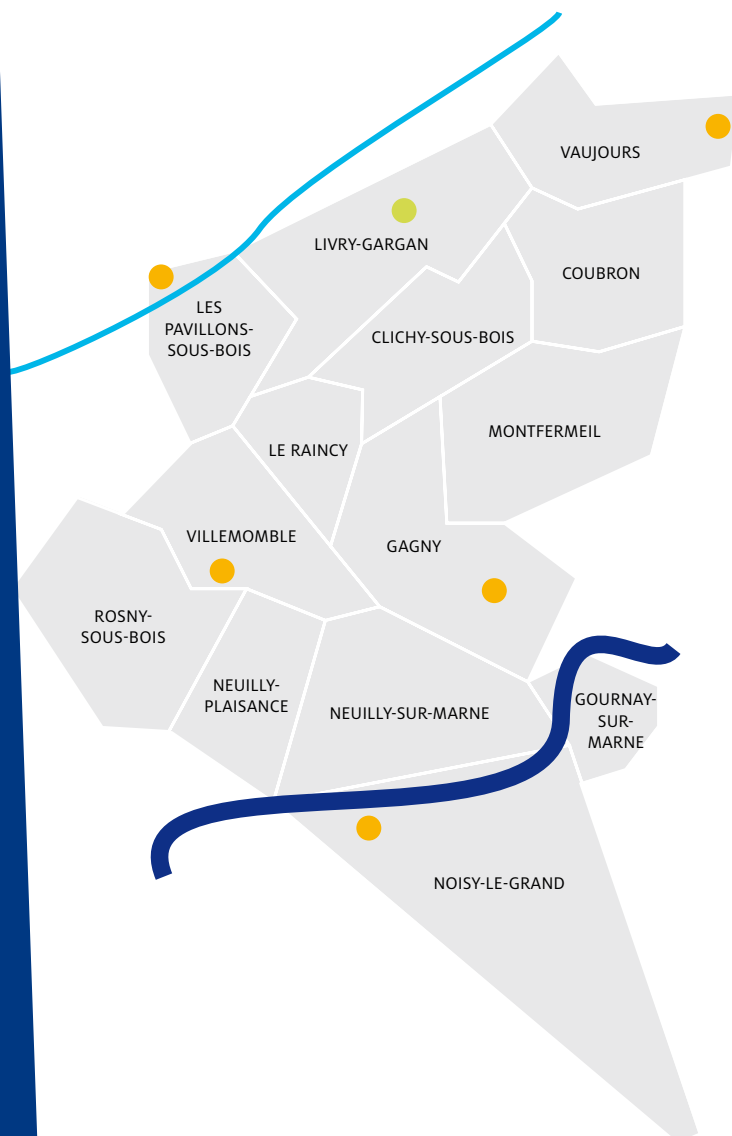 VAUJOURS
LIVRY-GARGAN
COUBRON
LES
PAVILLONS-
SOUS-BOIS
CLICHY-SOUS-BOIS
MONTFERMEIL
LE RAINCY
VILLEMOMBLE
GAGNY
ROSNY-
SOUS-BOIS
NEUILLY-
PLAISANCE
NEUILLY-SUR-MARNE
GOURNAY-
SUR-
MARNE
NOISY-LE-GRAND